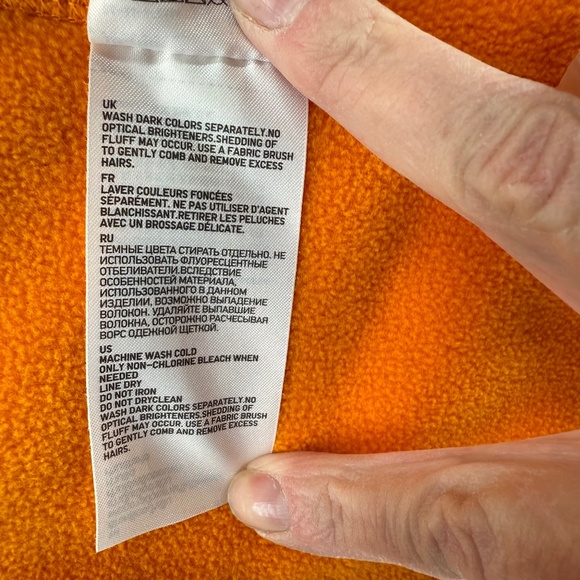 UK
WASH DARK COLORS SEPARATELY.NO
OPTICAL BRIGHTENERS.SHEDDING OF
FLUFF MAY OCCUR. USE A FABRIC BRUSH
TO GENTLY COMB AND REMOVE EXCESS
HAIRS.
FR
LAVER COULEURS FONCÉES
SÉPARÉMENT. NE PAS UTILISER D'AGENT
BLANCHISSANT.RETIRER LES PELUCHES
AVEC UN BROSSAGE DÉLICATE.
RU
ТЕМНЫЕ ЦВЕТА СТИРАТЬ ОТДЕЛЬНО. НЕ
ИСПОЛЬЗОВАТЬ ФЛУОРЕСЦЕНТНЫЕ
ОТБЕЛИВАТЕЛИ.ВСЛЕДСТВИЕ
ОСОБЕННОСТЕЙ МАТЕРИАЛА,
ИСПОЛЬЗОВАННОГО В ДАННОМ
ИЗДЕЛИИ, ВОЗМОЖНО ВЫПАДЕНИЕ
ВОЛОКОН. УДАЛЯЙТЕ ВЫПАВШИЕ
ВОЛОКНА, ОСТОРОЖНО РАСЧЕСЫВАЯ
ВОРС ОДЕЖНОЙ ЩЕТКОЙ.
US
MACHINE WASH COLD
ONLY NON-CHLORINE BLEACH WHEN
NEEDED
LINE DRY
DO NOT IRON
DO NOT DRYCLEAN
WASH DARK COLORS SEPARATELY.NO
OPTICAL BRIGHTENERS.SHEDDING OF
FLUFF MAY OCCUR. USE A FABRIC BRUSH
TO GENTLY COMB AND REMOVE EXCESS
HAIRS.